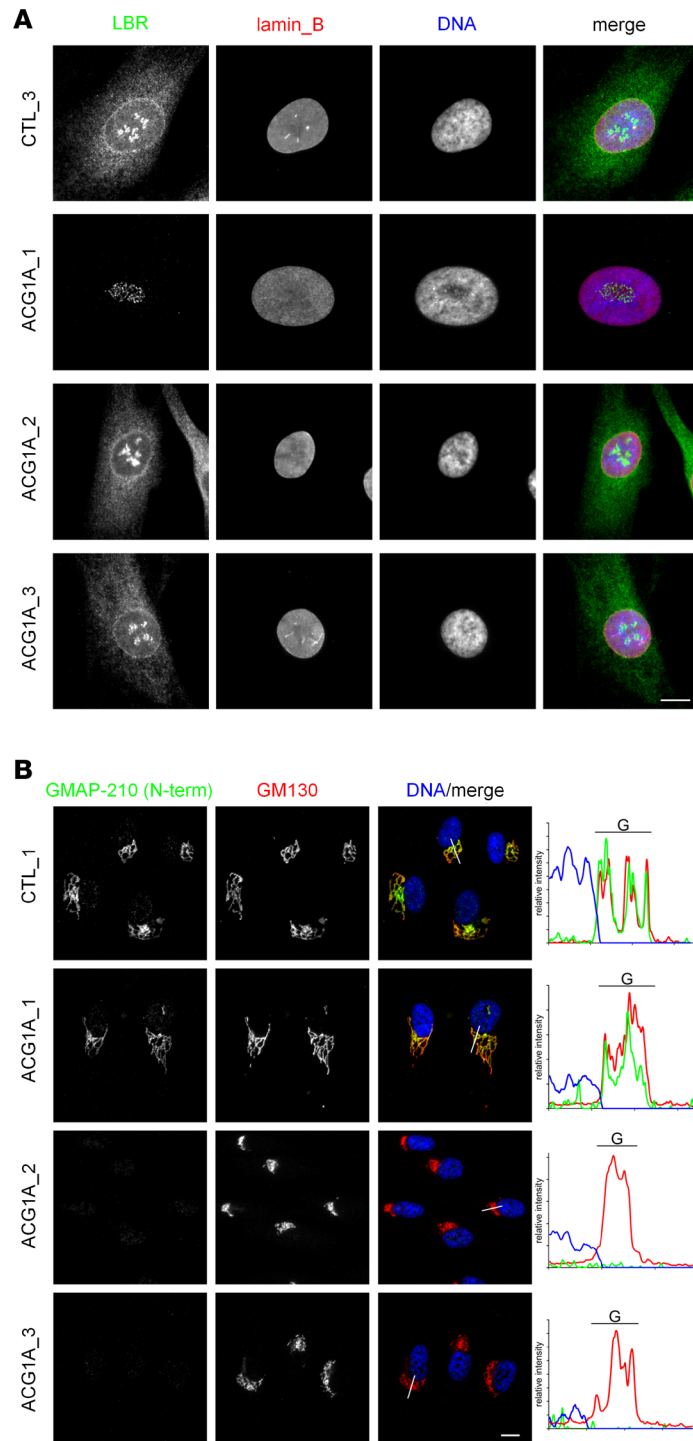 A
LBR lamin_B DNA merge
CTL_3
ACG1A_1
ACG1A_2
ACG1A_3
B
GMAP-210 (N-term) GM130 DNA/merge
CTL_1
G
relative intensity
ACG1A_1
G
relative intensity
ACG1A_2
G
relative intensity
ACG1A_3
G
relative intensity